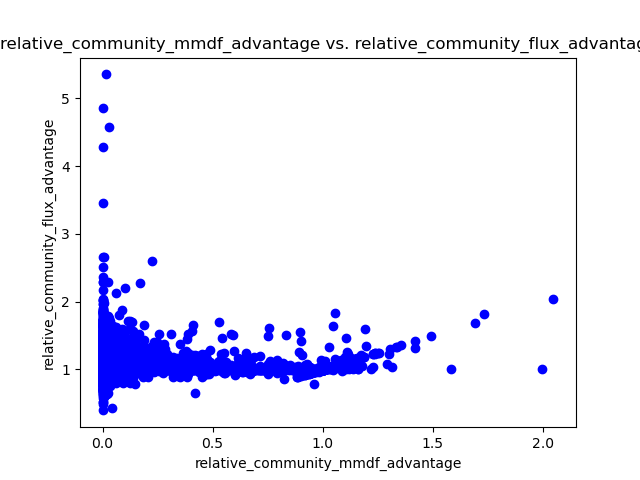 relative_community_mmdf_advantage vs. relative_community_flux_advantag
5
4
3
2
1
relative_community_flux_advantage
0.0 0.5 1.0 1.5 2.0
relative_community_mmdf_advantage